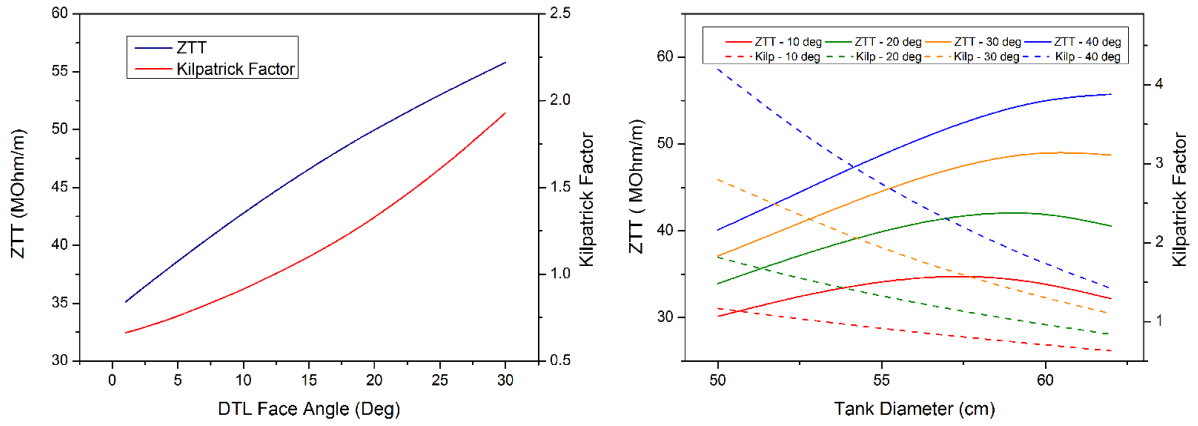 60
55
50
45
40
35
30
ZTT (MOhm/m)
ZTT
Kilpatrick Factor
2.5
2.0
1.5
1.0
0.5
Kilpatrick Factor
0 5 10 15 20 25 30
DTL Face Angle (Deg)
60
50
40
30
ZTT ( MOhm/m)
ZTT - 10 deg ZTT - 20 deg ZTT - 30 deg ZTT - 40 deg
Kilp - 10 deg Kilp - 20 deg Kilp - 30 deg Kilp - 40 deg
4
3
2
1
Kilpatrick Factor
50 55 60
Tank Diameter (cm)